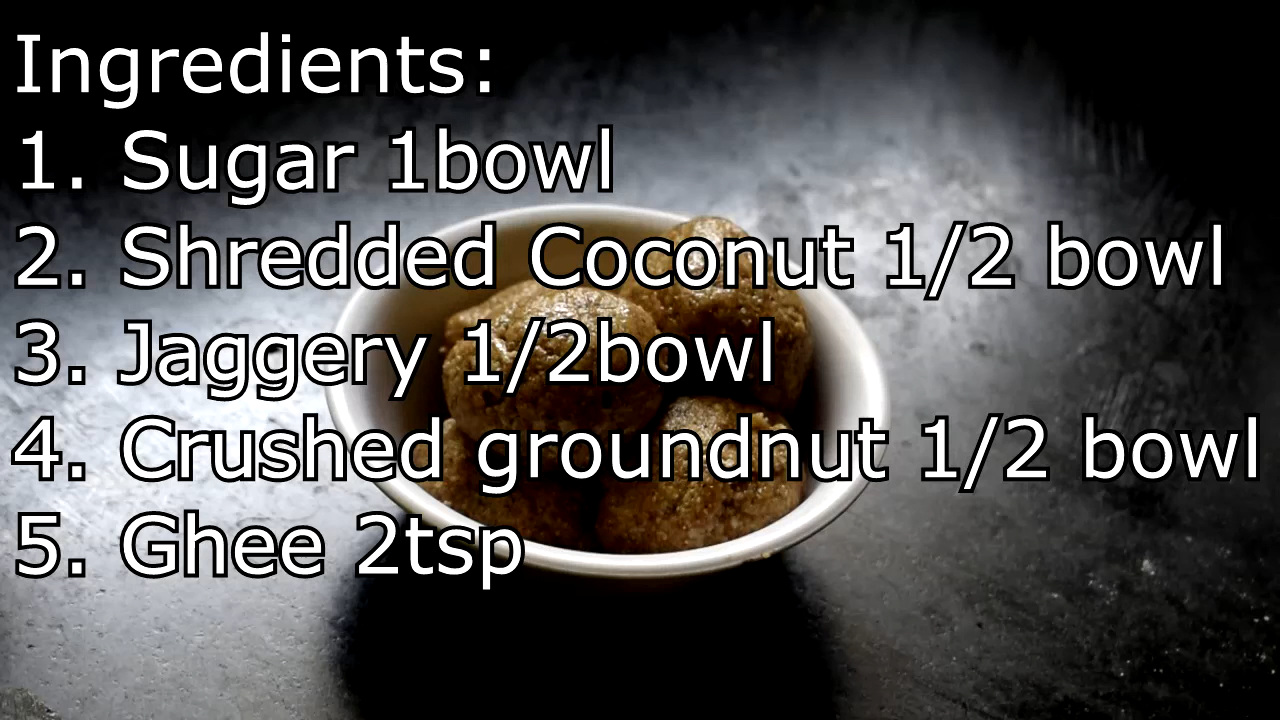 Ingredients:
1. Sugar 1bowl
2. Shredded Coconut 1/2 bowl
3. Jaggery 1/2bowl
4. Crushed groundnut 1/2 bowl
5. Ghee 2tsp